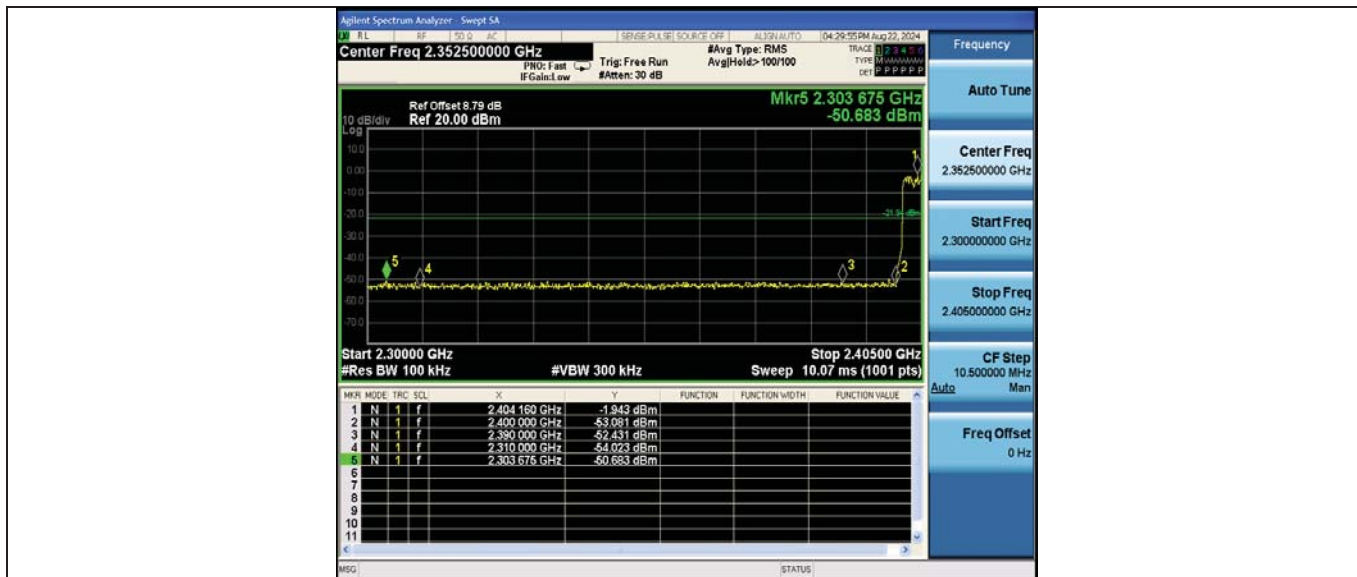 Agilent Spectrum Analyzer - Swept SA
RL RF 50 Ω AC SENSE:PULSE SOURCE OFF ALIGN AUTO 04:29:55 PM Aug 22, 2024
Center Freq 2.352500000 GHz
PNO: Fast
IFGain:Low
Trig: Free Run
#Atten: 30 dB
#Avg Type: RMS
Avg|Hold:>100/100
TRACE 1 2 3 4 5 6
TYPE M
DET P P P P P P
Mkr5 2.303 675 GHz
-50.683 dBm
Ref Offset 8.79 dB
10 dB/div Ref 20.00 dBm
Log
10.0
0.00
-10.0
-20.0
-30.0
-40.0
-50.0
-60.0
-70.0
1
5
4
3
2
Start 2.30000 GHz Stop 2.40500 GHz
#Res BW 100 kHz #VBW 300 kHz Sweep 10.07 ms (1001 pts)
MKR MODE TRC SCL X Y FUNCTION FUNCTION WIDTH FUNCTION VALUE
1 N 1 f 2.404 160 GHz -1.943 dBm
2 N 1 f 2.400 000 GHz -53.081 dBm
3 N 1 f 2.390 000 GHz -52.431 dBm
4 N 1 f 2.310 000 GHz -54.023 dBm
5 N 1 f 2.303 675 GHz -50.683 dBm
6
7
8
9
10
11
MSG STATUS
Frequency
Auto Tune
Center Freq
2.352500000 GHz
Start Freq
2.300000000 GHz
Stop Freq
2.405000000 GHz
CF Step
10.500000 MHz
Auto Man
Freq Offset
0 Hz